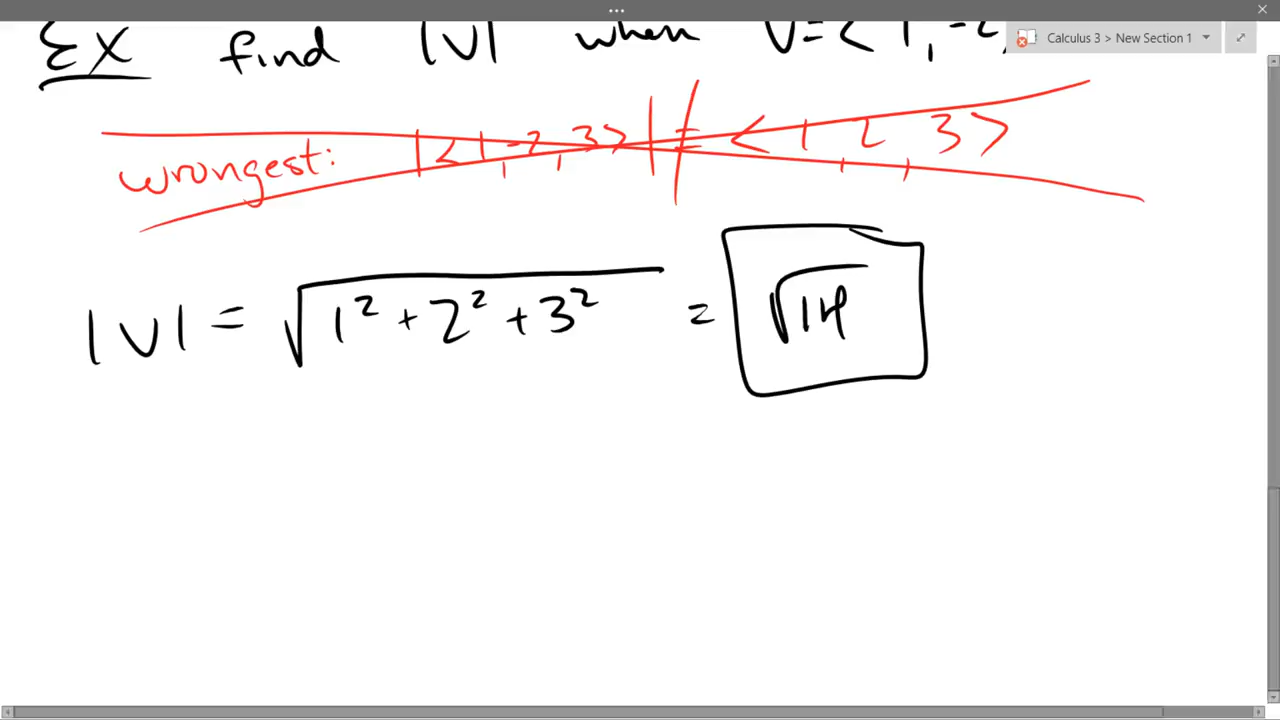 ...
Calculus 3 > New Section 1
Ex find |V| when V=< 1, -2,
wrongest: |<1, -2, 3>| ≠ < 1, 2, 3>
|V| = √1² + 2² + 3² = √14